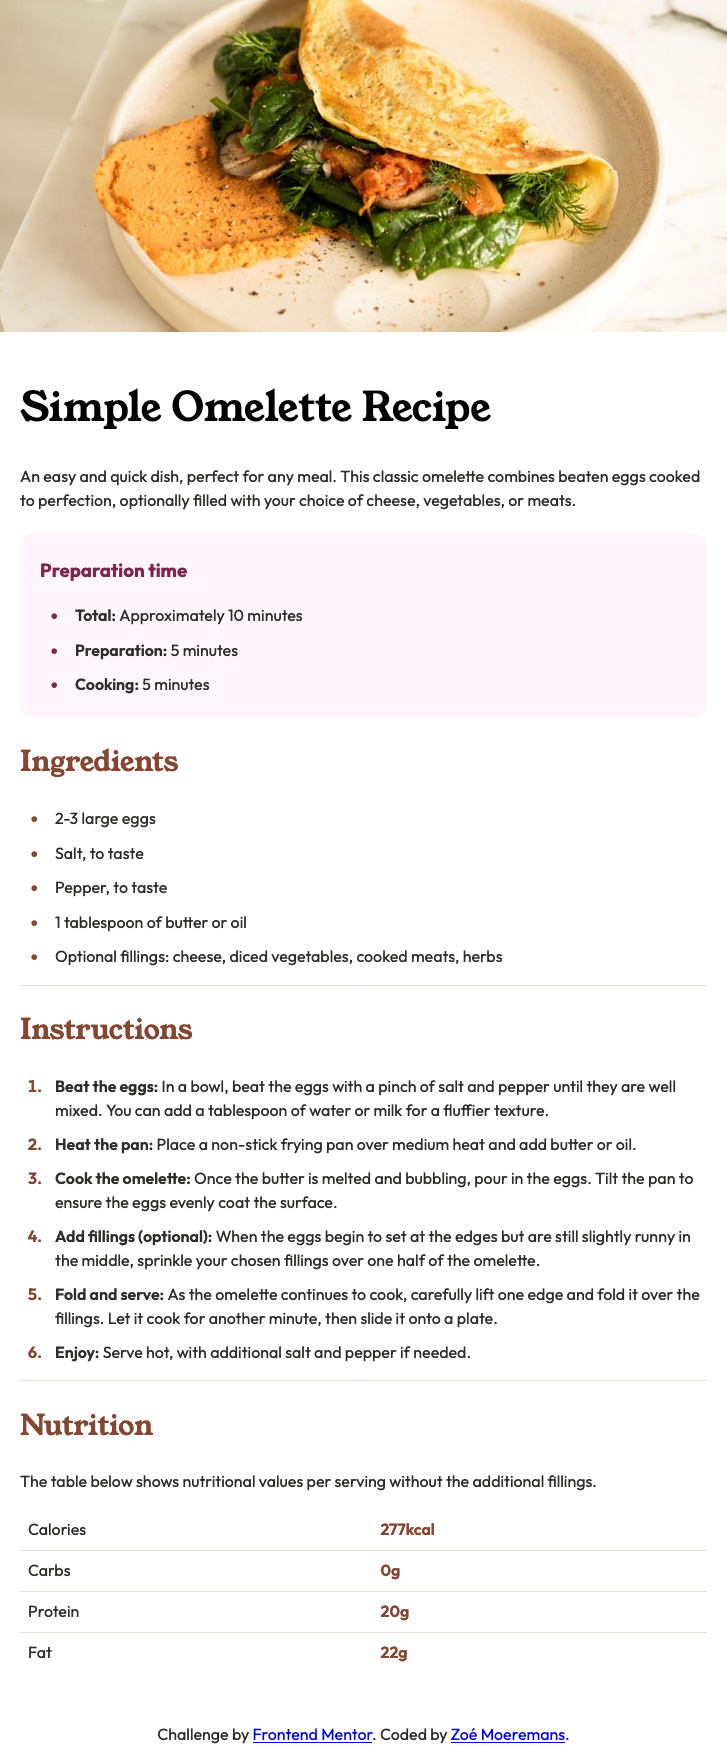 Simple Omelette Recipe
An easy and quick dish, perfect for any meal. This classic omelette combines beaten eggs cooked
to perfection, optionally filled with your choice of cheese, vegetables, or meats.
Preparation time
• Total: Approximately 10 minutes
• Preparation: 5 minutes
• Cooking: 5 minutes
Ingredients
• 2-3 large eggs
• Salt, to taste
• Pepper, to taste
• 1 tablespoon of butter or oil
• Optional fillings: cheese, diced vegetables, cooked meats, herbs
Instructions
1. Beat the eggs: In a bowl, beat the eggs with a pinch of salt and pepper until they are well
mixed. You can add a tablespoon of water or milk for a fluffier texture.
2. Heat the pan: Place a non-stick frying pan over medium heat and add butter or oil.
3. Cook the omelette: Once the butter is melted and bubbling, pour in the eggs. Tilt the pan to
ensure the eggs evenly coat the surface.
4. Add fillings (optional): When the eggs begin to set at the edges but are still slightly runny in
the middle, sprinkle your chosen fillings over one half of the omelette.
5. Fold and serve: As the omelette continues to cook, carefully lift one edge and fold it over the
fillings. Let it cook for another minute, then slide it onto a plate.
6. Enjoy: Serve hot, with additional salt and pepper if needed.
Nutrition
The table below shows nutritional values per serving without the additional fillings.
Calories 277kcal
Carbs 0g
Protein 20g
Fat 22g
Challenge by Frontend Mentor. Coded by Zoé Moeremans.